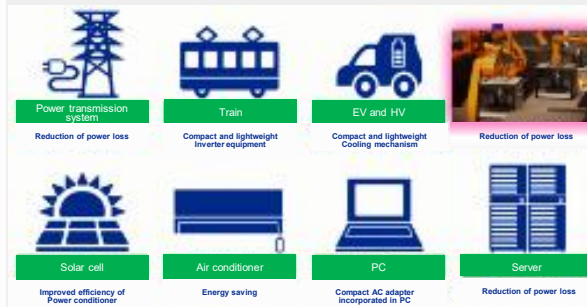 Power transmission
system
Train
EV and HV
Reduction of power loss
Compact and lightweight
Inverter equipment
Compact and lightweight
Cooling mechanism
Reduction of power loss
Solar cell
Air conditioner
PC
Server
Improved efficiency of
Power conditioner
Energy saving
Compact AC adapter
incorporated in PC
Reduction of power loss